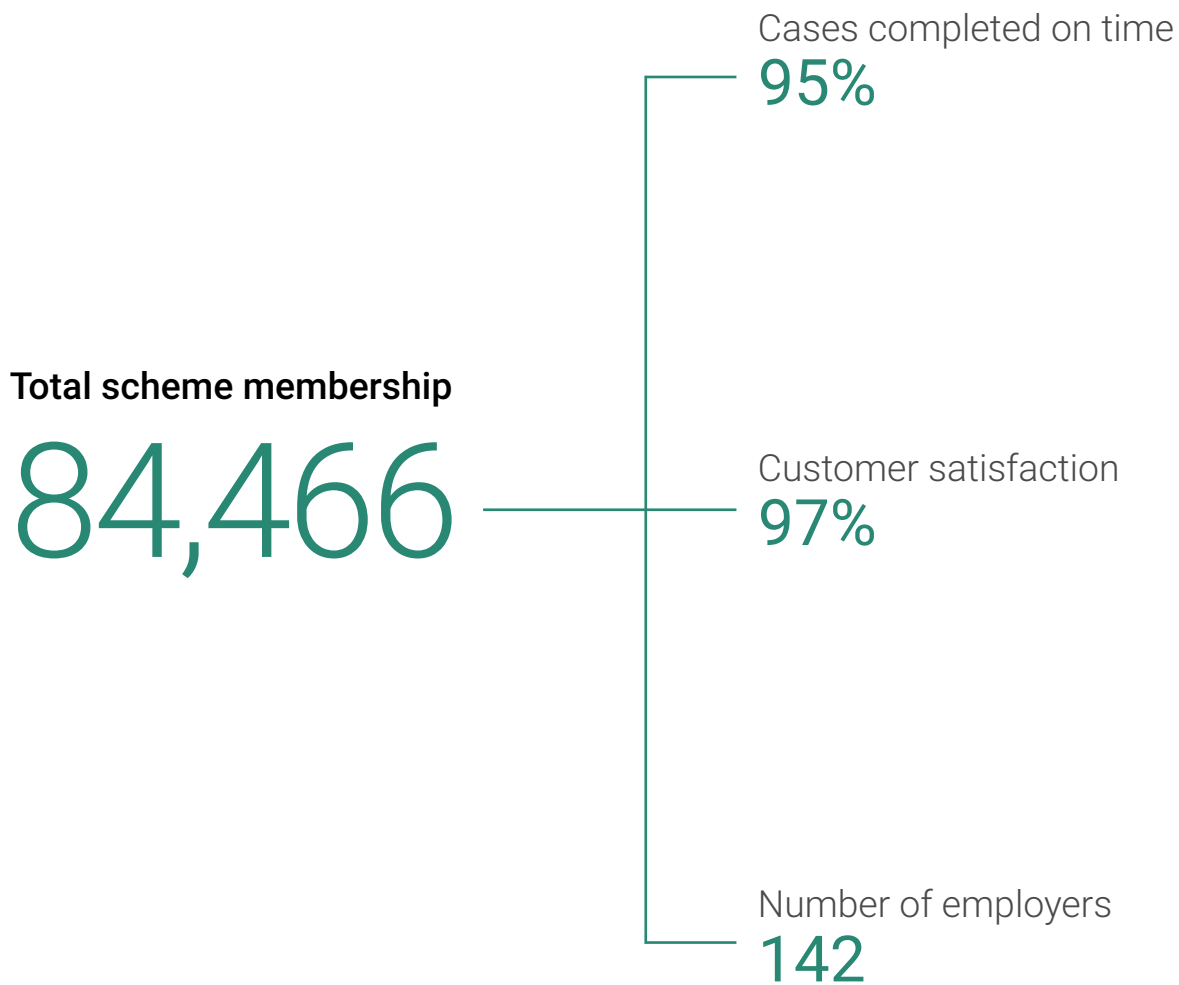 Total scheme membership
84,466
Cases completed on time
95%
Customer satisfaction
97%
Number of employers
142